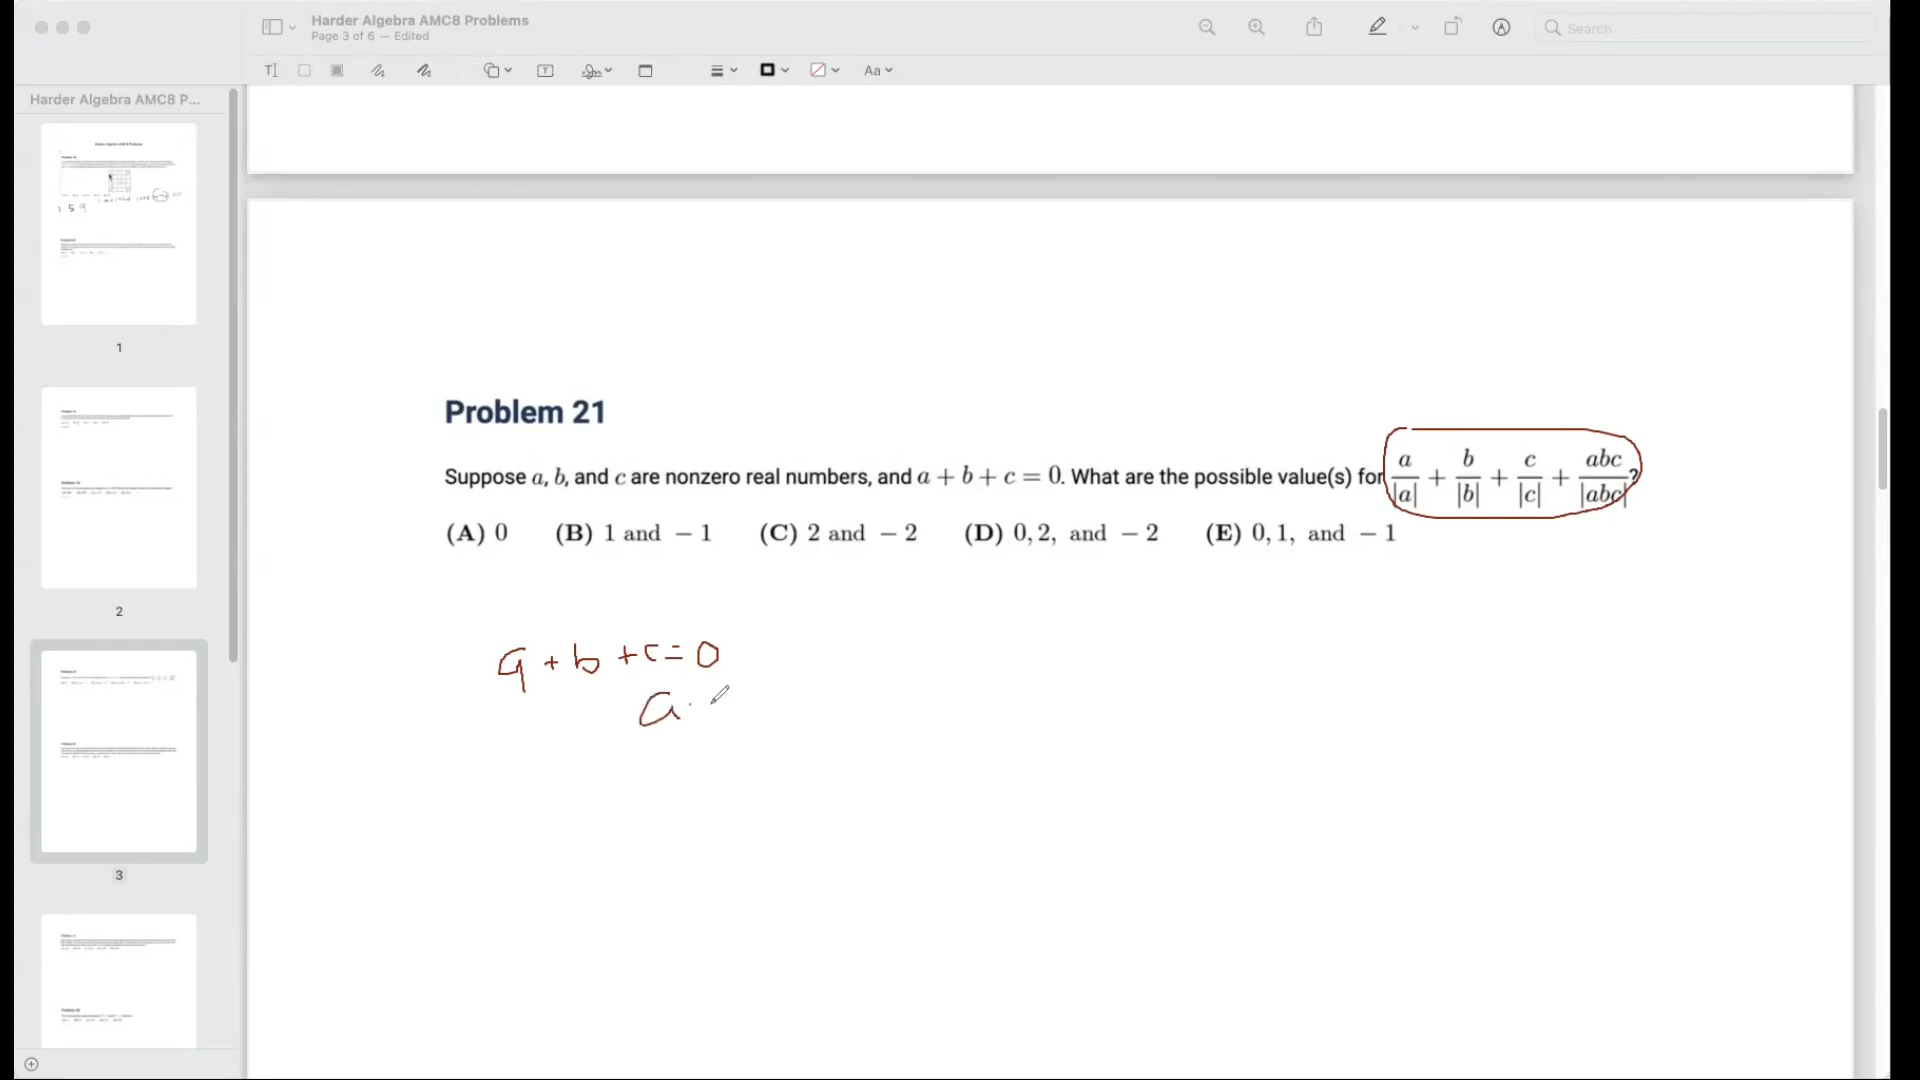 Harder Algebra AMC8 Problems
Page 3 of 6 — Edited
Search
Aa
Harder Algebra AMC8 P...
1
2
3
Problem 21
Suppose a, b, and c are nonzero real numbers, and a + b + c = 0. What are the possible value(s) for a/|a| + b/|b| + c/|c| + abc/|abc|?
(A) 0 (B) 1 and − 1 (C) 2 and − 2 (D) 0, 2, and − 2 (E) 0, 1, and − 1
a + b + c = 0
a